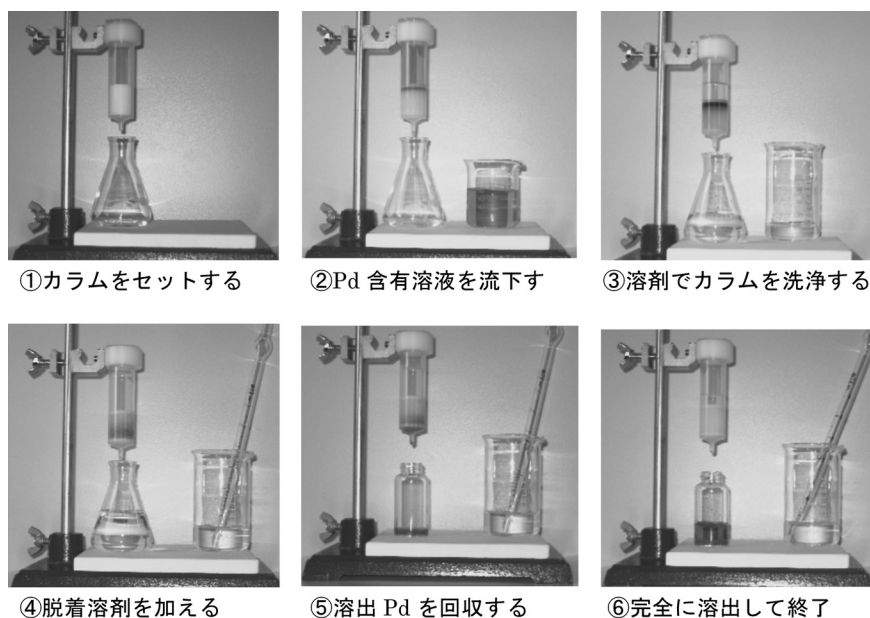 ①カラムをセットする
②Pd 含有溶液を流下す
③溶剤でカラムを洗浄する
④脱着溶剤を加える
⑤溶出 Pd を回収する
⑥完全に溶出して終了